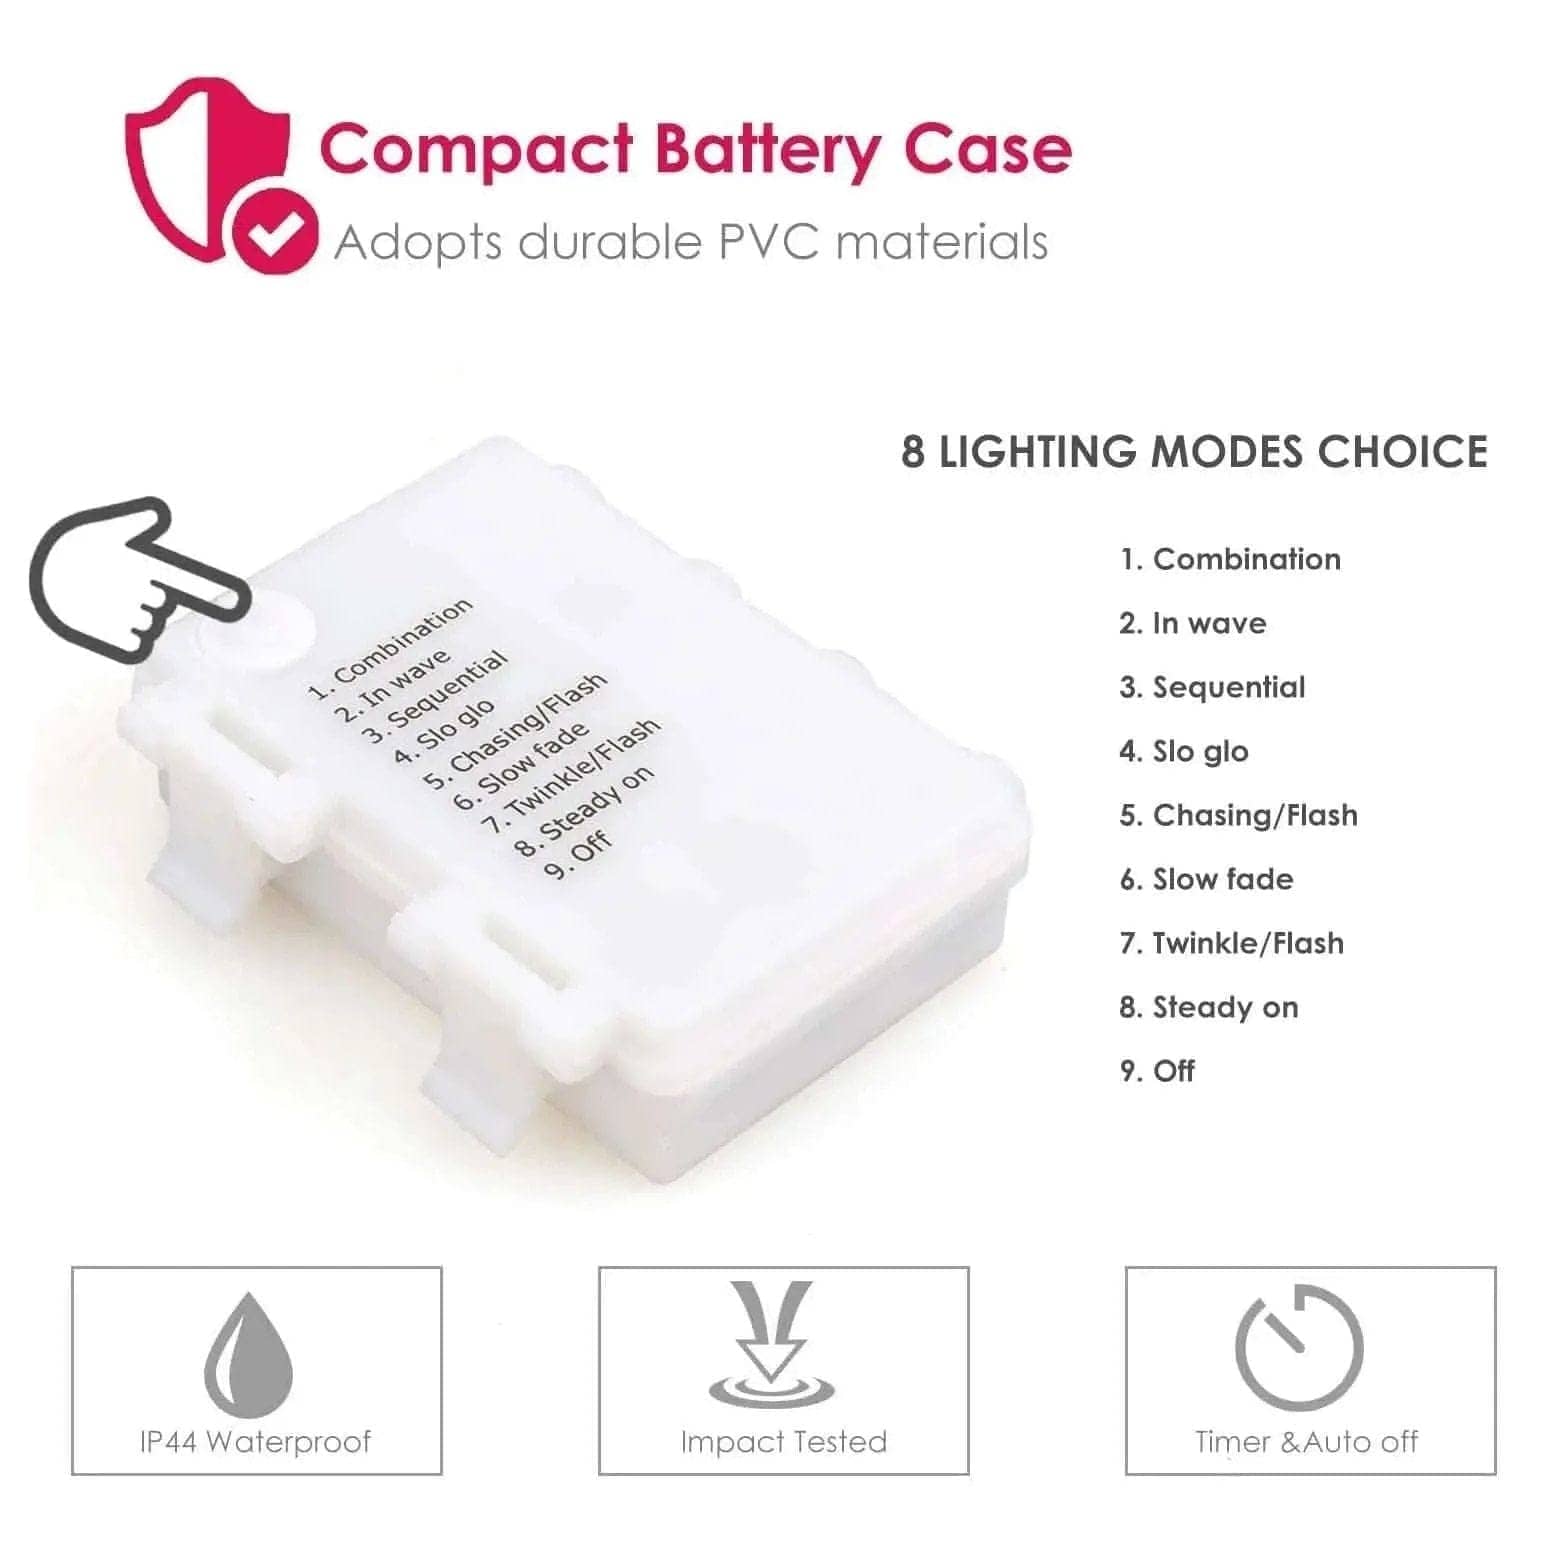 Compact Battery Case
Adopts durable PVC materials
8 LIGHTING MODES CHOICE
1. Combination
2. In wave
3. Sequential
4. Slo glo
5. Chasing/Flash
6. Slow fade
7. Twinkle/Flash
8. Steady on
9. Off
1. Combination
2. In wave
3. Sequential
4. Slo glo
5. Chasing/Flash
6. Slow fade
7. Twinkle/Flash
8. Steady on
9. Off
IP44 Waterproof
Impact Tested
Timer &Auto off